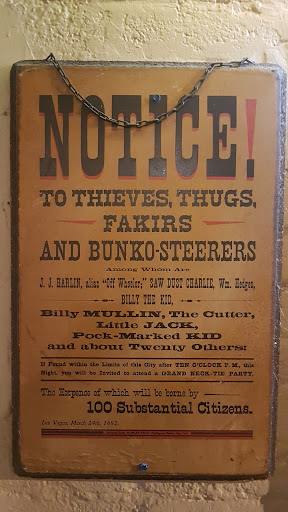 NOTICE!
TO THIEVES, THUGS,
FAKIRS
AND BUNKO-STEERERS
Among Whom Are
J. J. HARLIN, alias "Off Wheeler," SAW DUST CHARLIE, Wm. Hedges,
BILLY THE KID,
Billy MULLIN, The Cutter,
Little JACK,
Pock-Marked KID
and about Twenty Others:
If Found within the Limits of this City after TEN O'CLOCK P. M., this
Night, you will be Invited to attend a GRAND NECK-TIE PARTY,
The Expense of which will be borne by
100 Substantial Citizens.
Las Vegas, March 24th, 1882.